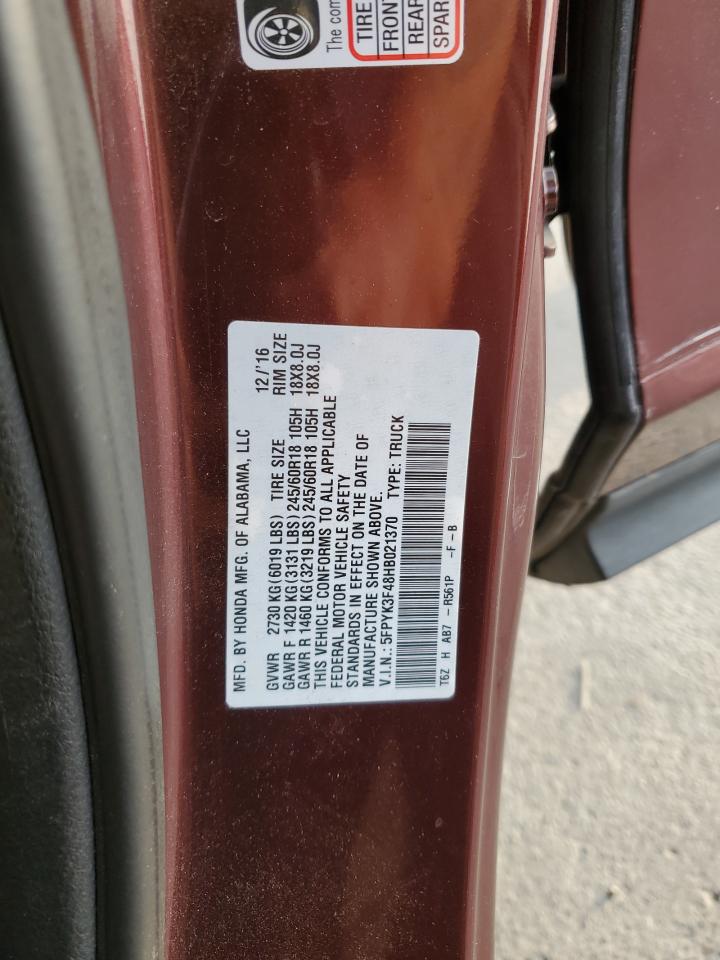 MFD. BY HONDA MFG. OF ALABAMA, LLC 12/'16
GVWR 2730 KG (6019 LBS) TIRE SIZE RIM SIZE
GAWR F 1420 KG (3131 LBS) 245/60R18 105H 18X8.0J
GAWR R 1460 KG (3219 LBS) 245/60R18 105H 18X8.0J
THIS VEHICLE CONFORMS TO ALL APPLICABLE
FEDERAL MOTOR VEHICLE SAFETY
STANDARDS IN EFFECT ON THE DATE OF
MANUFACTURE SHOWN ABOVE.
V.I.N.: 5FPYK3F48HB021370 TYPE: TRUCK
T6Z H AB7 - R561P -F -B
The com
TIRE
FRONT
REAR
SPAR